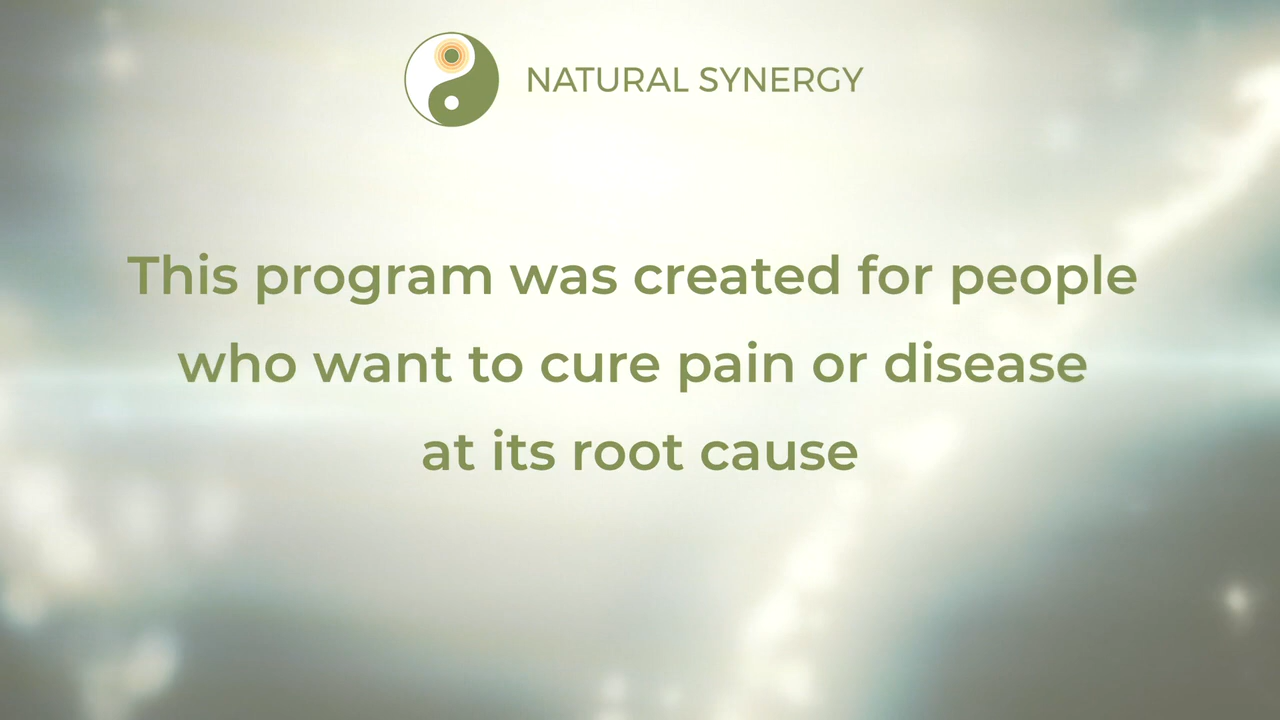 NATURAL SYNERGY
This program was created for people
who want to cure pain or disease
at its root cause